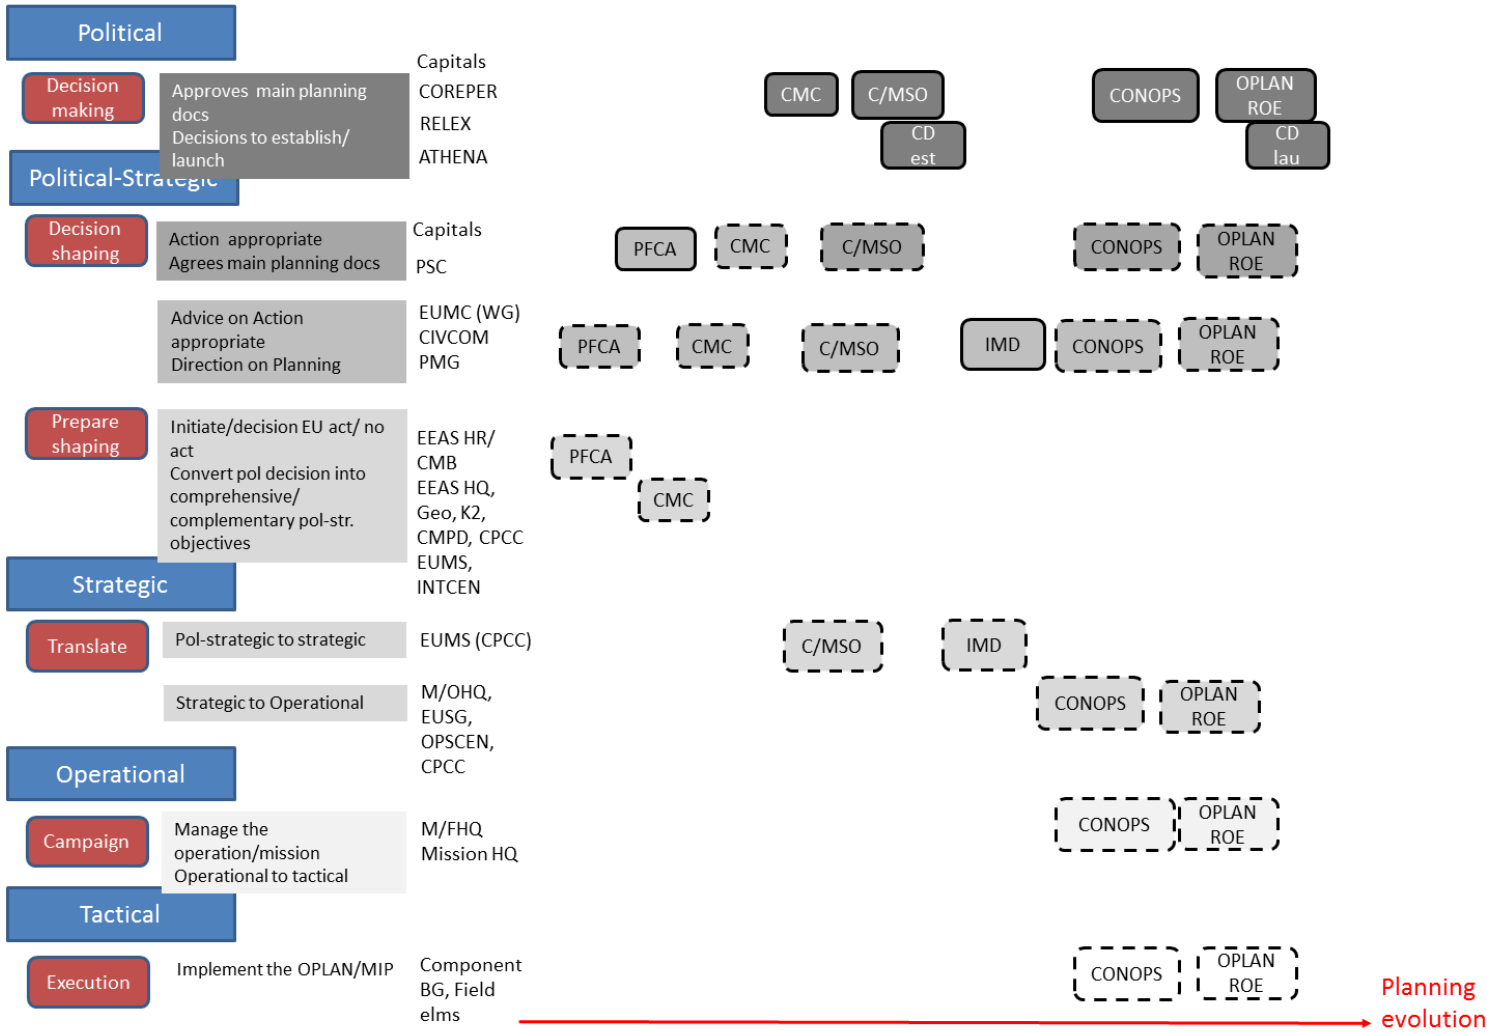 Political
Decision
making
Approves main planning
docs
Decisions to establish/
launch
Capitals
COREPER
RELEX
ATHENA
CMC
C/MSO
CD
est
CONOPS
OPLAN
ROE
CD
lau
Political-Strategic
Decision
shaping
Action appropriate
Agrees main planning docs
Capitals
PSC
PFCA
CMC
C/MSO
CONOPS
OPLAN
ROE
Advice on Action
appropriate
Direction on Planning
EUMC (WG)
CIVCOM
PMG
PFCA
CMC
C/MSO
IMD
CONOPS
OPLAN
ROE
Prepare
shaping
Initiate/decision EU act/ no
act
Convert pol decision into
comprehensive/
complementary pol-str.
objectives
EEAS HR/
CMB
EEAS HQ,
Geo, K2,
CMPD, CPCC
EUMS,
INTCEN
PFCA
CMC
Strategic
Translate
Pol-strategic to strategic
EUMS (CPCC)
C/MSO
IMD
Strategic to Operational
M/OHQ,
EUSG,
OPSCEN,
CPCC
CONOPS
OPLAN
ROE
Operational
Campaign
Manage the
operation/mission
Operational to tactical
M/FHQ
Mission HQ
CONOPS
OPLAN
ROE
Tactical
Execution
Implement the OPLAN/MIP
Component
BG, Field
elms
CONOPS
OPLAN
ROE
Planning
evolution